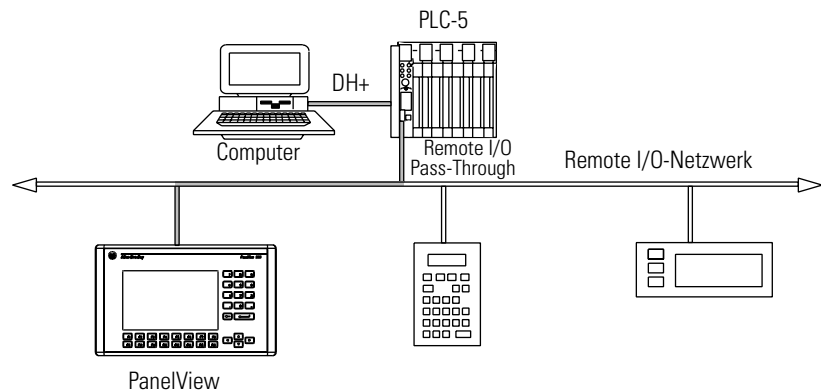 PLC-5
DH+
Computer
Remote I/O
Pass-Through
Remote I/O-Netzwerk
PanelView